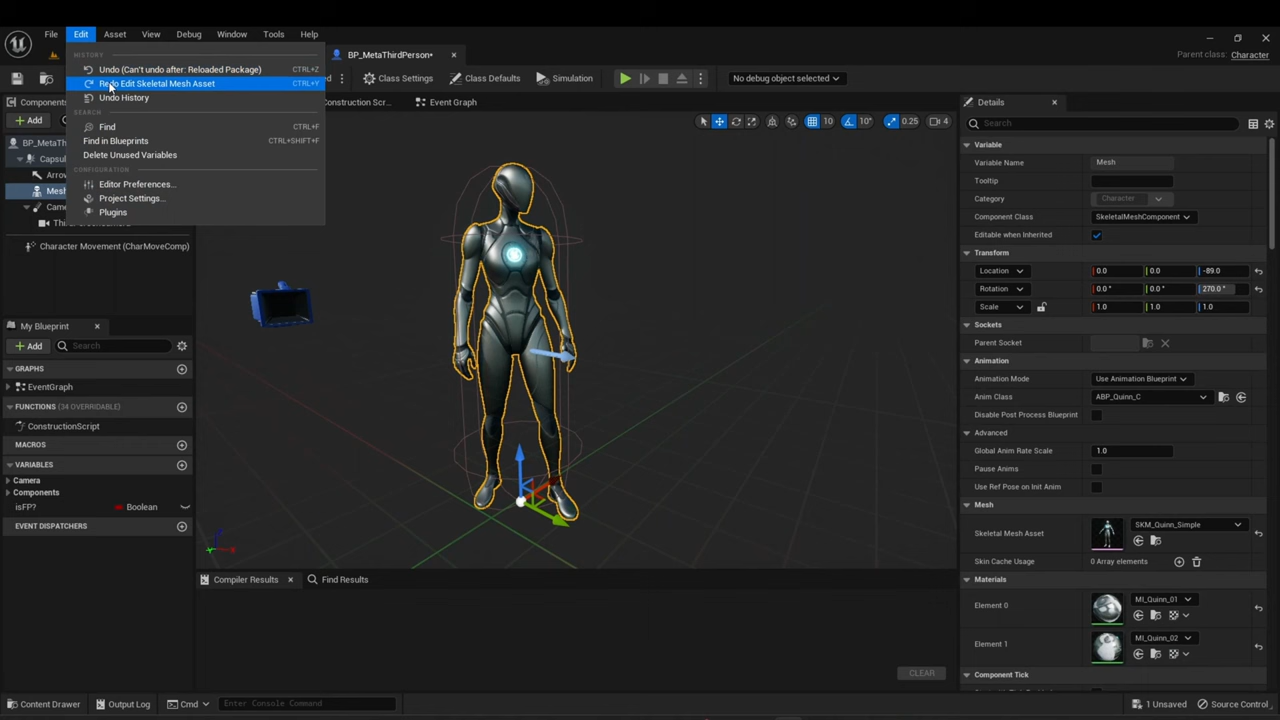 File Edit Asset View Debug Window Tools Help
BP_MetaThirdPerson•
Parent class: Character
HISTORY
Undo (Can't undo after: Reloaded Package) CTRL+Z
Redo Edit Skeletal Mesh Asset CTRL+Y
Undo History
SEARCH
Find CTRL+F
Find in Blueprints CTRL+SHIFT+F
Delete Unused Variables
CONFIGURATION
Editor Preferences...
Project Settings...
Plugins
Class Settings Class Defaults Simulation No debug object selected
Components
Construction Scr... Event Graph
Add
BP_MetaTh
Capsul
Arrow
Mesh
Came
Character Movement (CharMoveComp)
10 10° 0.25 4
My Blueprint
Add Search
GRAPHS
EventGraph
FUNCTIONS (34 OVERRIDABLE)
ConstructionScript
MACROS
VARIABLES
Camera
Components
isFP? Boolean
EVENT DISPATCHERS
Compiler Results Find Results
CLEAR
Details
Search
Variable
Variable Name Mesh
Tooltip
Category Character
Component Class SkeletalMeshComponent
Editable when Inherited
Transform
Location 0.0 0.0 -89.0
Rotation 0.0 ° 0.0 ° 270.0 °
Scale 1.0 1.0 1.0
Sockets
Parent Socket
Animation
Animation Mode Use Animation Blueprint
Anim Class ABP_Quinn_C
Disable Post Process Blueprint
Advanced
Global Anim Rate Scale 1.0
Pause Anims
Use Ref Pose on Init Anim
Mesh
Skeletal Mesh Asset SKM_Quinn_Simple
Skin Cache Usage 0 Array elements
Materials
Element 0 MI_Quinn_01
Element 1 MI_Quinn_02
Component Tick
Content Drawer Output Log Cmd Enter Console Command 1 Unsaved Source Control